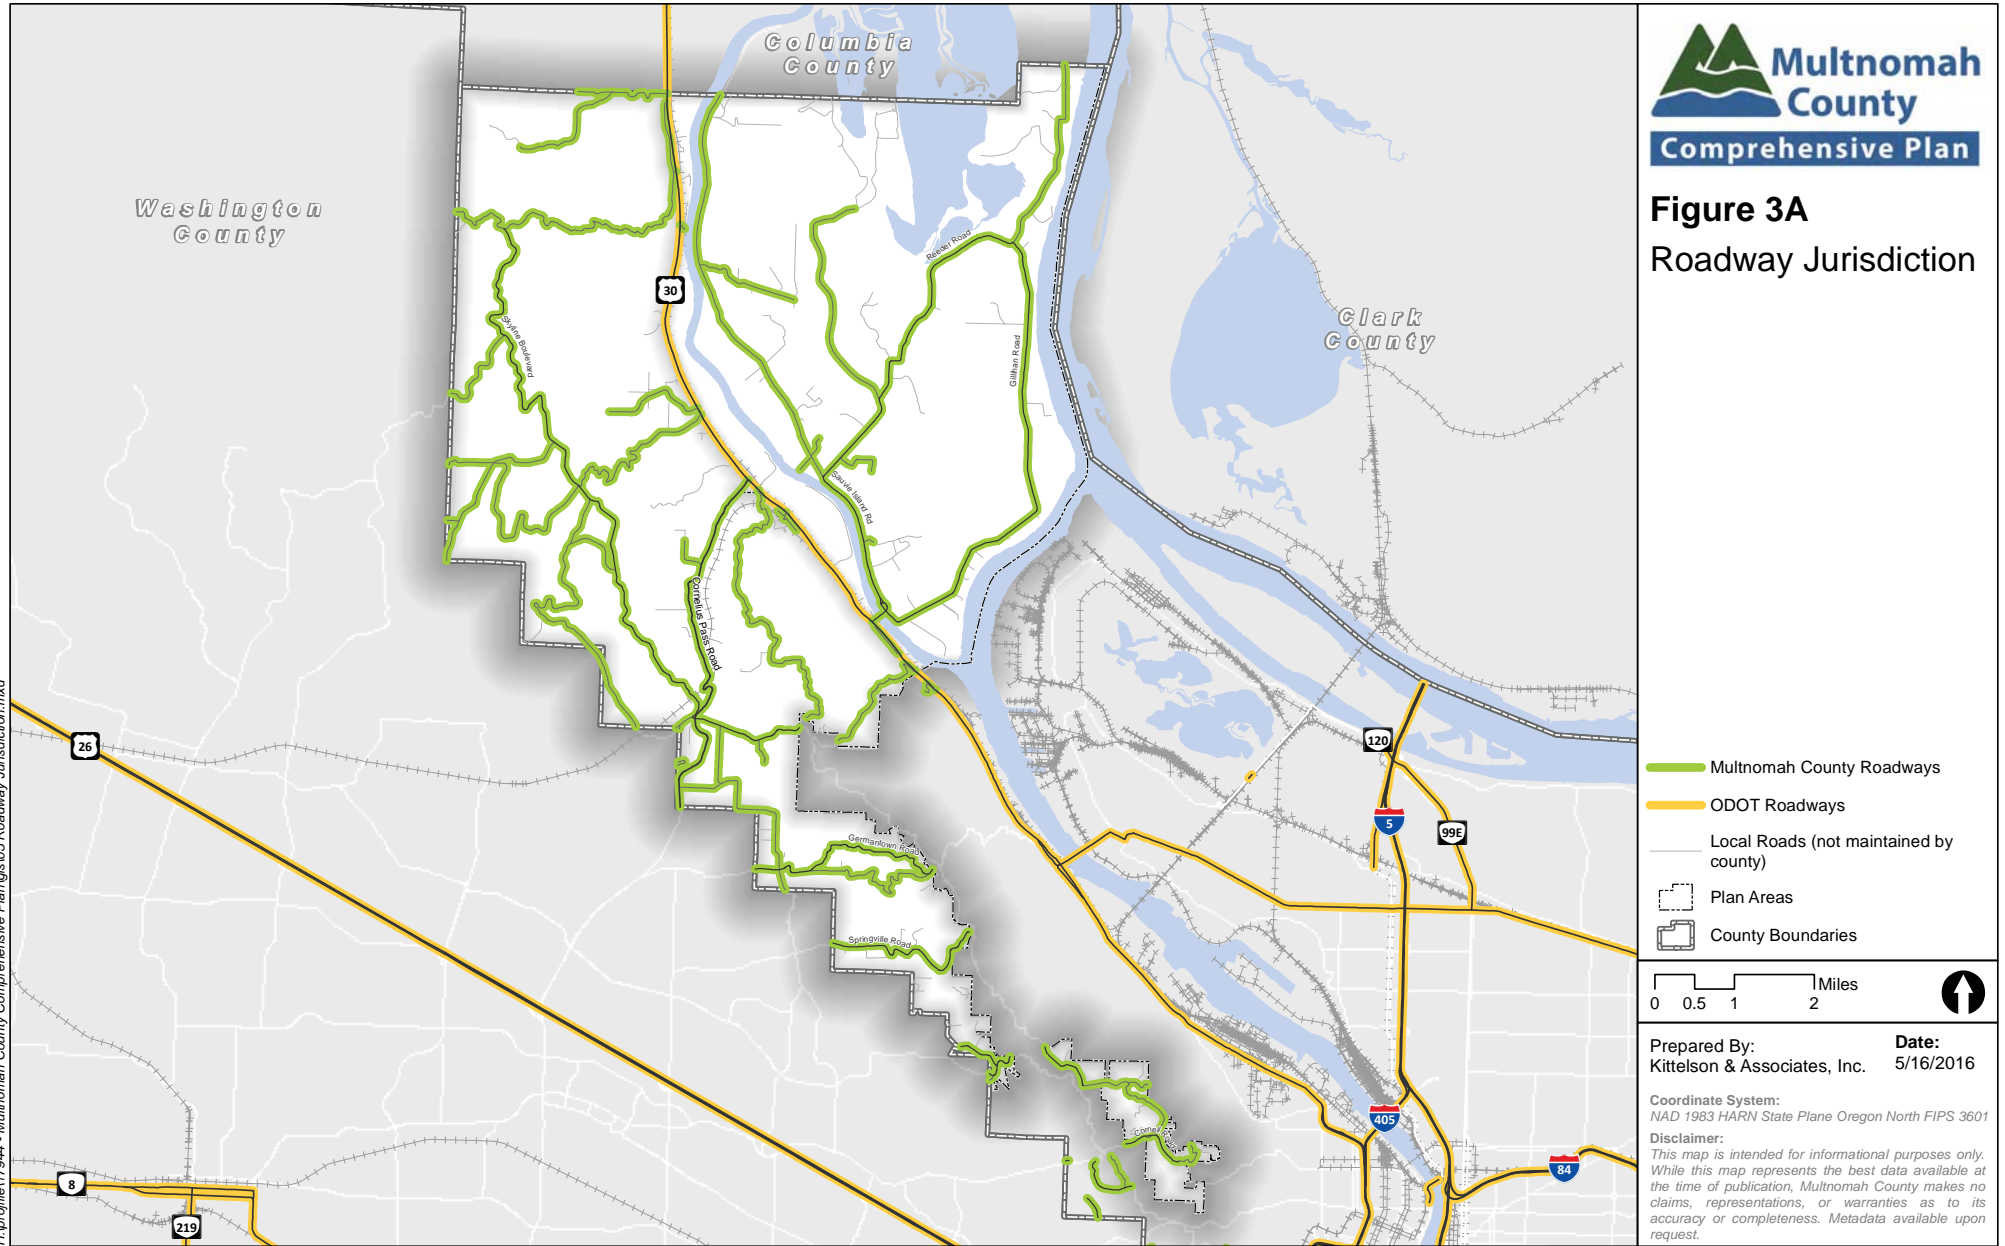 Columbia
County
Washington
County
Clark
County
30
Reeder Road
Skyline Boulevard
Gillihan Road
Sauvie Island Rd
Cornelius Pass Road
26
120
5
99E
Germantown Road
Springville Road
Cornell Road
405
84
8
219
Multnomah
County
Comprehensive Plan
Figure 3A
Roadway Jurisdiction
Multnomah County Roadways
ODOT Roadways
Local Roads (not maintained by
county)
Plan Areas
County Boundaries
0 0.5 1 2 Miles
Prepared By:
Kittelson & Associates, Inc.
Date:
5/16/2016
Coordinate System:
NAD 1983 HARN State Plane Oregon North FIPS 3601
Disclaimer:
This map is intended for informational purposes only.
While this map represents the best data available at
the time of publication, Multnomah County makes no
claims, representations, or warranties as to its
accuracy or completeness. Metadata available upon
request.